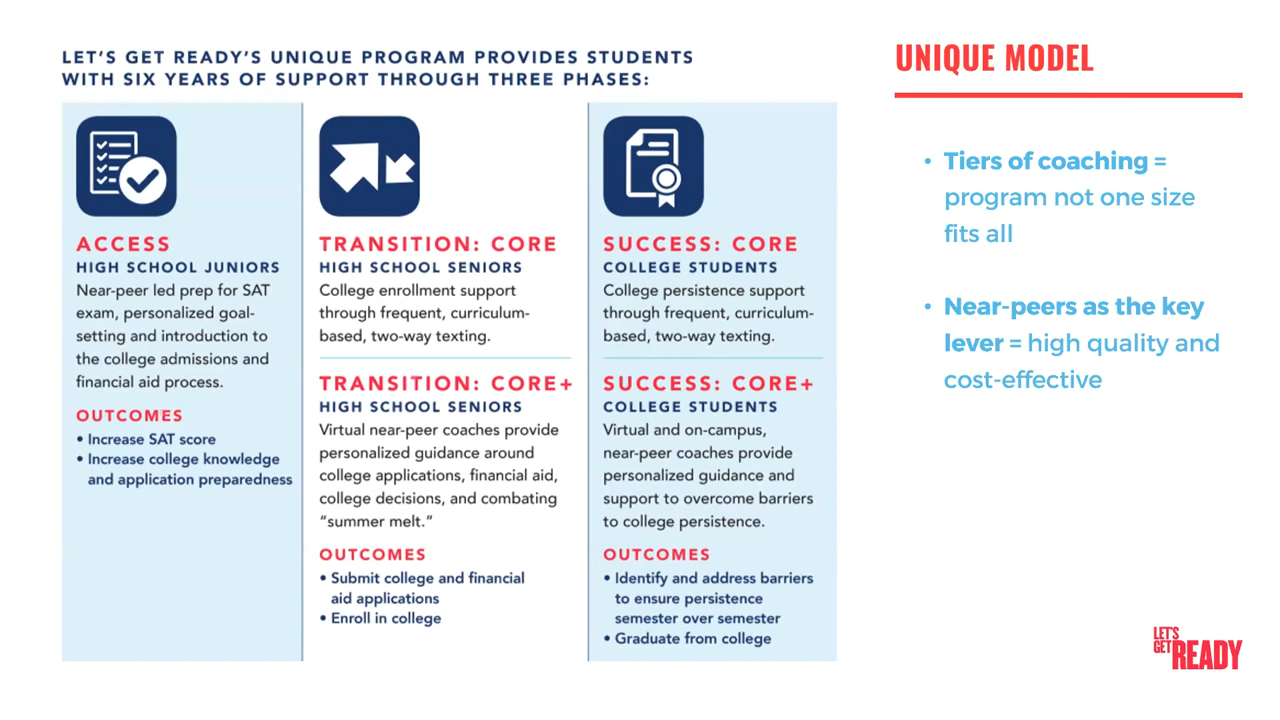 LET'S GET READY'S UNIQUE PROGRAM PROVIDES STUDENTS
WITH SIX YEARS OF SUPPORT THROUGH THREE PHASES:
ACCESS
HIGH SCHOOL JUNIORS
Near-peer led prep for SAT
exam, personalized goal-
setting and introduction to
the college admissions and
financial aid process.
OUTCOMES
• Increase SAT score
• Increase college knowledge
and application preparedness
TRANSITION: CORE
HIGH SCHOOL SENIORS
College enrollment support
through frequent, curriculum-
based, two-way texting.
TRANSITION: CORE+
HIGH SCHOOL SENIORS
Virtual near-peer coaches provide
personalized guidance around
college applications, financial aid,
college decisions, and combating
“summer melt.”
OUTCOMES
• Submit college and financial
aid applications
• Enroll in college
SUCCESS: CORE
COLLEGE STUDENTS
College persistence support
through frequent, curriculum-
based, two-way texting.
SUCCESS: CORE+
COLLEGE STUDENTS
Virtual and on-campus,
near-peer coaches provide
personalized guidance and
support to overcome barriers
to college persistence.
OUTCOMES
• Identify and address barriers
to ensure persistence
semester over semester
• Graduate from college
UNIQUE MODEL
• Tiers of coaching =
program not one size
fits all
• Near-peers as the key
lever = high quality and
cost-effective
LET'S
GET READY